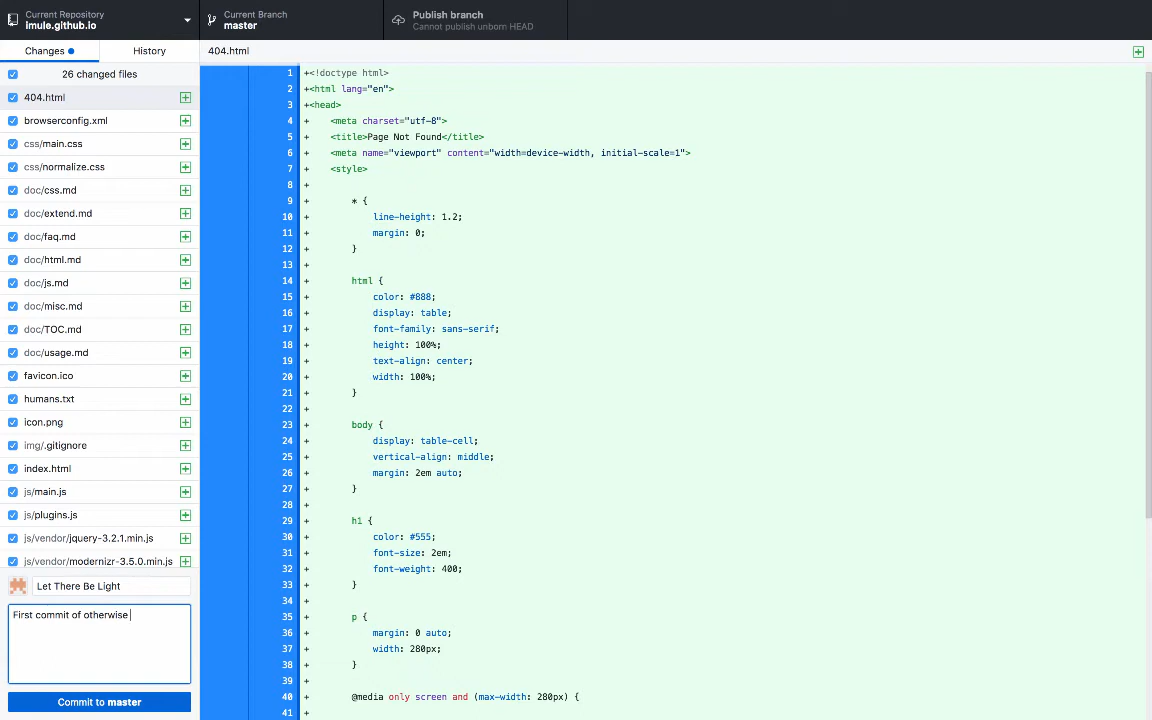 Current Repository
imule.github.io
Current Branch
master
Publish branch
Cannot publish unborn HEAD
Changes
History
404.html
26 changed files
404.html
browserconfig.xml
css/main.css
css/normalize.css
doc/css.md
doc/extend.md
doc/faq.md
doc/html.md
doc/js.md
doc/misc.md
doc/TOC.md
doc/usage.md
favicon.ico
humans.txt
icon.png
img/.gitignore
index.html
js/main.js
js/plugins.js
js/vendor/jquery-3.2.1.min.js
js/vendor/modernizr-3.5.0.min.js
Let There Be Light
First commit of otherwise
Commit to master
1 +<!doctype html>
2 +<html lang="en">
3 +<head>
4 +    <meta charset="utf-8">
5 +    <title>Page Not Found</title>
6 +    <meta name="viewport" content="width=device-width, initial-scale=1">
7 +    <style>
8 +
9 +        * {
10 +            line-height: 1.2;
11 +            margin: 0;
12 +        }
13 +
14 +        html {
15 +            color: #888;
16 +            display: table;
17 +            font-family: sans-serif;
18 +            height: 100%;
19 +            text-align: center;
20 +            width: 100%;
21 +        }
22 +
23 +        body {
24 +            display: table-cell;
25 +            vertical-align: middle;
26 +            margin: 2em auto;
27 +        }
28 +
29 +        h1 {
30 +            color: #555;
31 +            font-size: 2em;
32 +            font-weight: 400;
33 +        }
34 +
35 +        p {
36 +            margin: 0 auto;
37 +            width: 280px;
38 +        }
39 +
40 +        @media only screen and (max-width: 280px) {
41 +